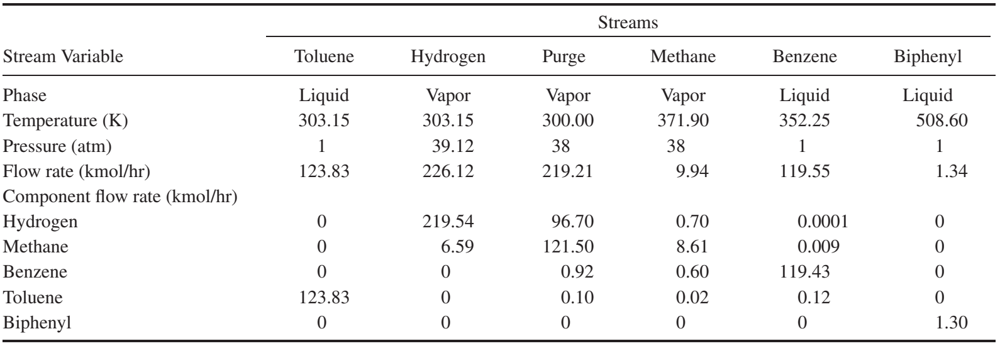 Streams
Stream Variable Toluene Hydrogen Purge Methane Benzene Biphenyl
Phase Liquid Vapor Vapor Vapor Liquid Liquid
Temperature (K) 303.15 303.15 300.00 371.90 352.25 508.60
Pressure (atm) 1 39.12 38 38 1 1
Flow rate (kmol/hr) 123.83 226.12 219.21 9.94 119.55 1.34
Component flow rate (kmol/hr)
Hydrogen 0 219.54 96.70 0.70 0.0001 0
Methane 0 6.59 121.50 8.61 0.009 0
Benzene 0 0 0.92 0.60 119.43 0
Toluene 123.83 0 0.10 0.02 0.12 0
Biphenyl 0 0 0 0 0 1.30